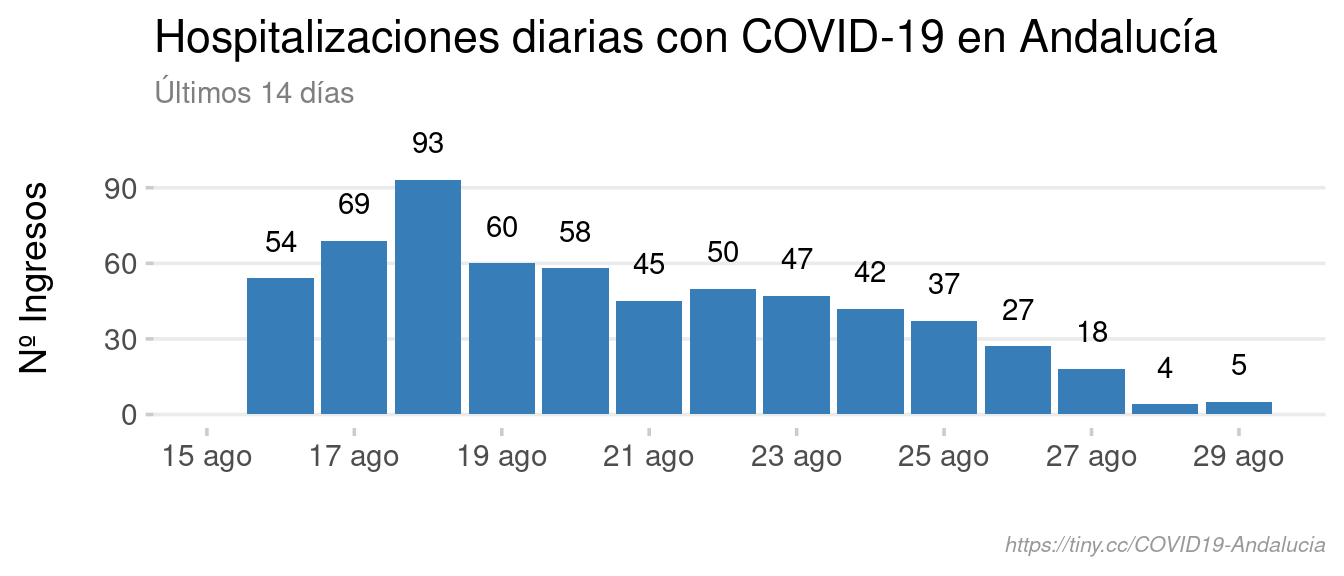 Hospitalizaciones diarias con COVID-19 en Andalucía
Últimos 14 días
Nº Ingresos
90
60
30
0
54
69
93
60
58
45
50
47
42
37
27
18
4
5
15 ago
17 ago
19 ago
21 ago
23 ago
25 ago
27 ago
29 ago
https://tiny.cc/COVID19-Andalucia